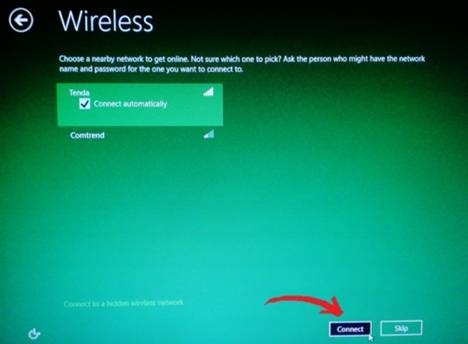 Wireless
Choose a nearby network to get online. Not sure which one to pick? Ask the person who might have the network
name and password for the one you want to connect to.
Tenda
Connect automatically
Comtrend
Connect to a hidden wireless network
Connect
Skip